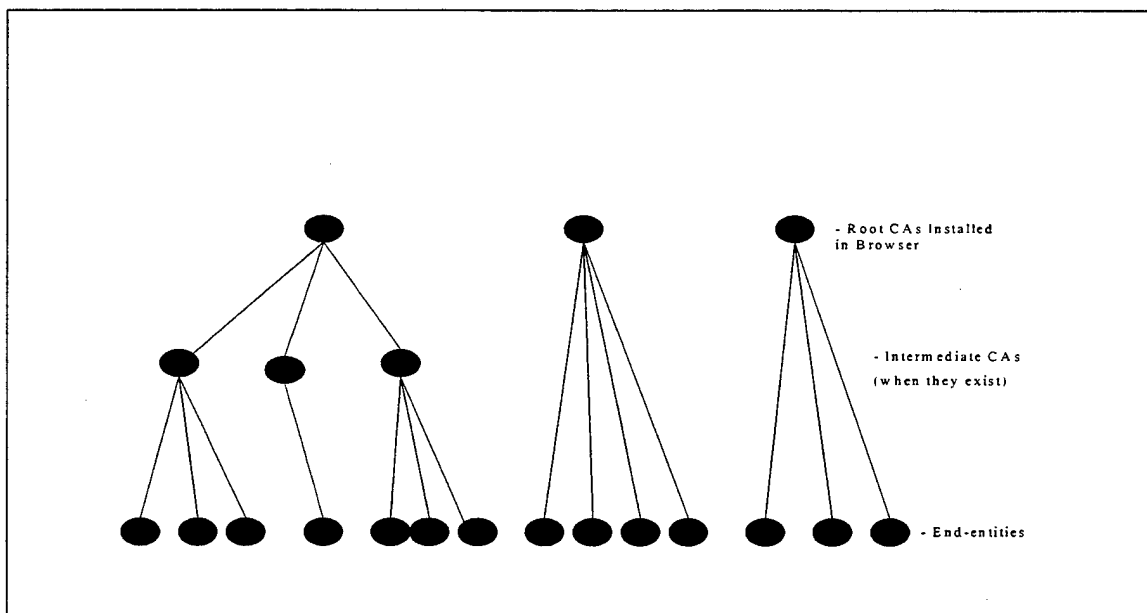 - Root CAs Installed
in Browser
- Intermediate CAs
(when they exist)
- End-entities